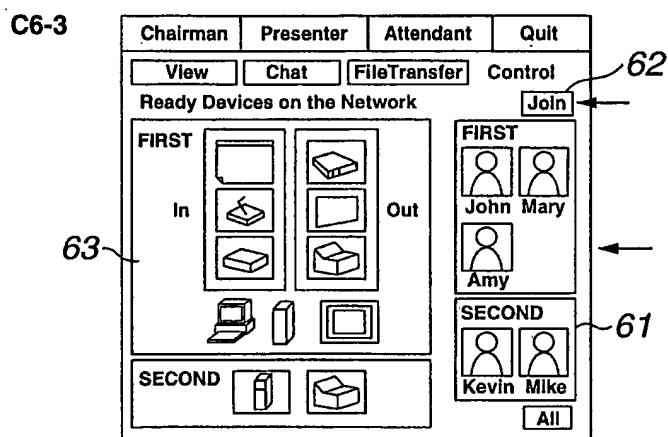 C6-3
Chairman Presenter Attendant Quit
View Chat FileTransfer Control
62
Ready Devices on the Network Join
FIRST FIRST
John Mary
In Out
63
Amy
SECOND 61
SECOND
Kevin Mike
All